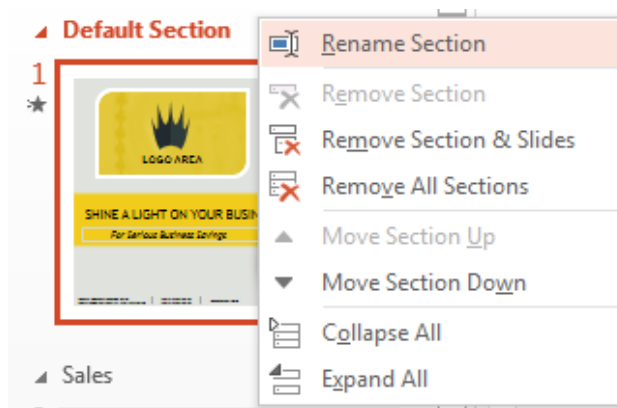 Default Section
1
LOGO AREA
SHINE A LIGHT ON YOUR BUSIN
For Serious Business Savings
Sales
Rename Section
Remove Section
Remove Section & Slides
Remove All Sections
Move Section Up
Move Section Down
Collapse All
Expand All